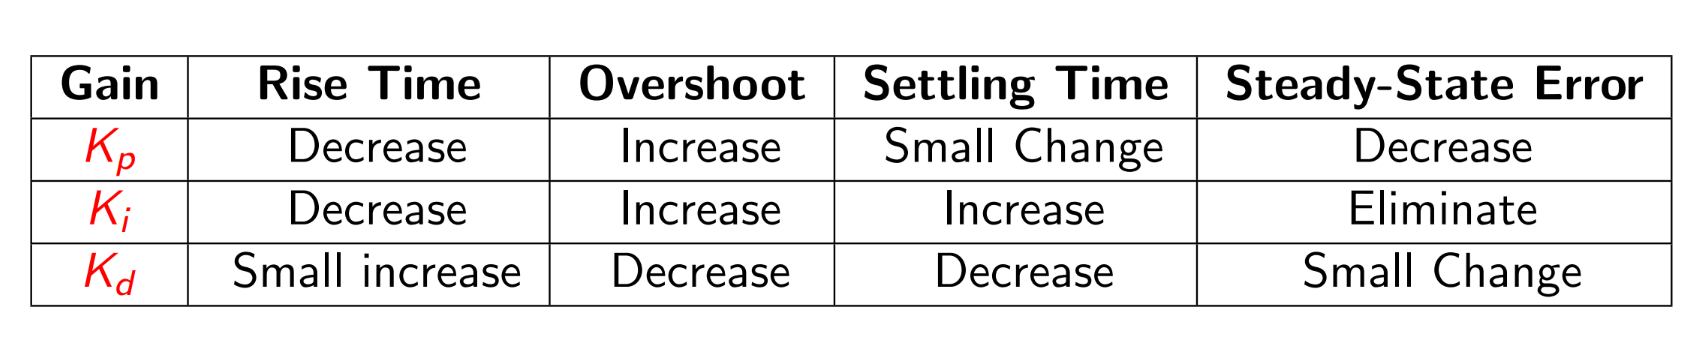 Gain Rise Time Overshoot Settling Time Steady-State Error
K_p Decrease Increase Small Change Decrease
K_i Decrease Increase Increase Eliminate
K_d Small increase Decrease Decrease Small Change